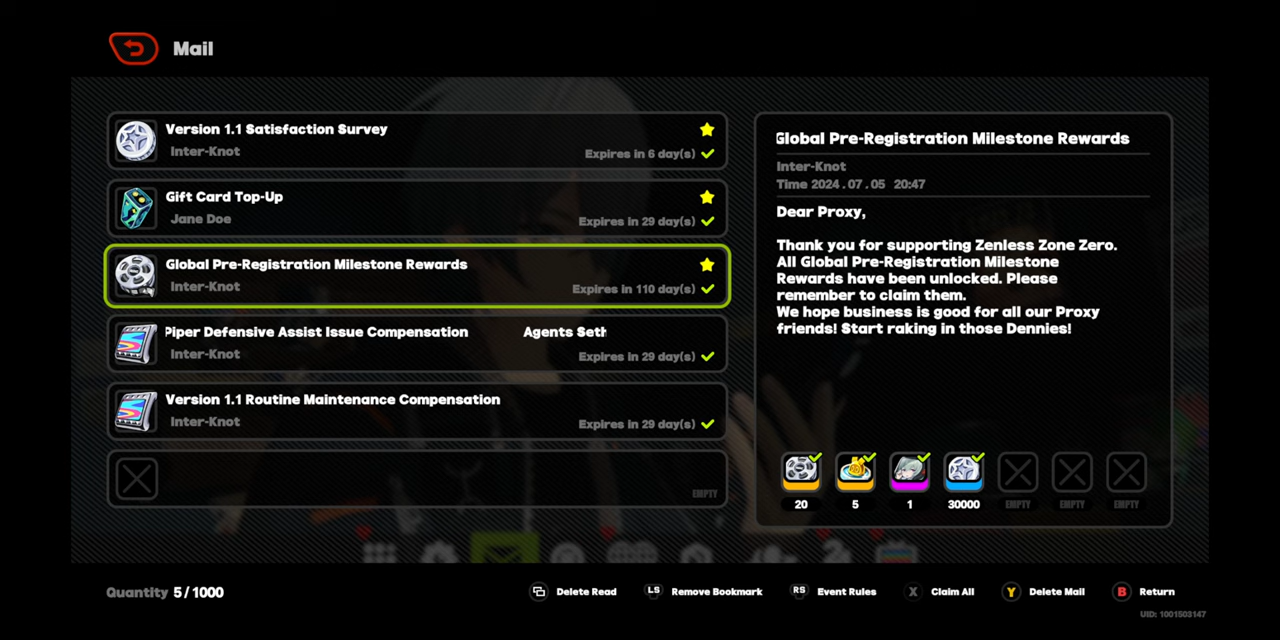 Mail
Version 1.1 Satisfaction Survey
Inter-Knot
Expires in 6 day(s)
Gift Card Top-Up
Jane Doe
Expires in 29 day(s)
Global Pre-Registration Milestone Rewards
Inter-Knot
Expires in 110 day(s)
Piper Defensive Assist Issue Compensation Agents Seth
Inter-Knot
Expires in 29 day(s)
Version 1.1 Routine Maintenance Compensation
Inter-Knot
Expires in 29 day(s)
EMPTY
Global Pre-Registration Milestone Rewards
Inter-Knot
Time 2024.07.05 20:47
Dear Proxy,
Thank you for supporting Zenless Zone Zero.
All Global Pre-Registration Milestone
Rewards have been unlocked. Please
remember to claim them.
We hope business is good for all our Proxy
friends! Start raking in those Dennies!
20 5 1 30000 EMPTY EMPTY EMPTY
Quantity 5/1000
Delete Read LS Remove Bookmark RS Event Rules X Claim All Y Delete Mail B Return
UID: 1001503147